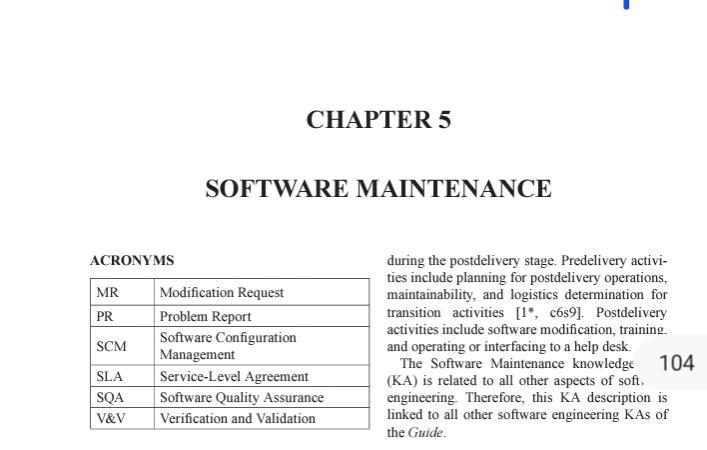 CHAPTER 5
SOFTWARE MAINTENANCE
ACRONYMS
MR Modification Request
PR Problem Report
SCM Software Configuration
Management
SLA Service-Level Agreement
SQA Software Quality Assurance
V&V Verification and Validation
during the postdelivery stage. Predelivery activi-
ties include planning for postdelivery operations,
maintainability, and logistics determination for
transition activities [1*, c6s9]. Postdelivery
activities include software modification, training,
and operating or interfacing to a help desk.
The Software Maintenance knowledge
(KA) is related to all other aspects of
engineering. Therefore, this KA description is
linked to all other software engineering KAs of
the Guide.
104